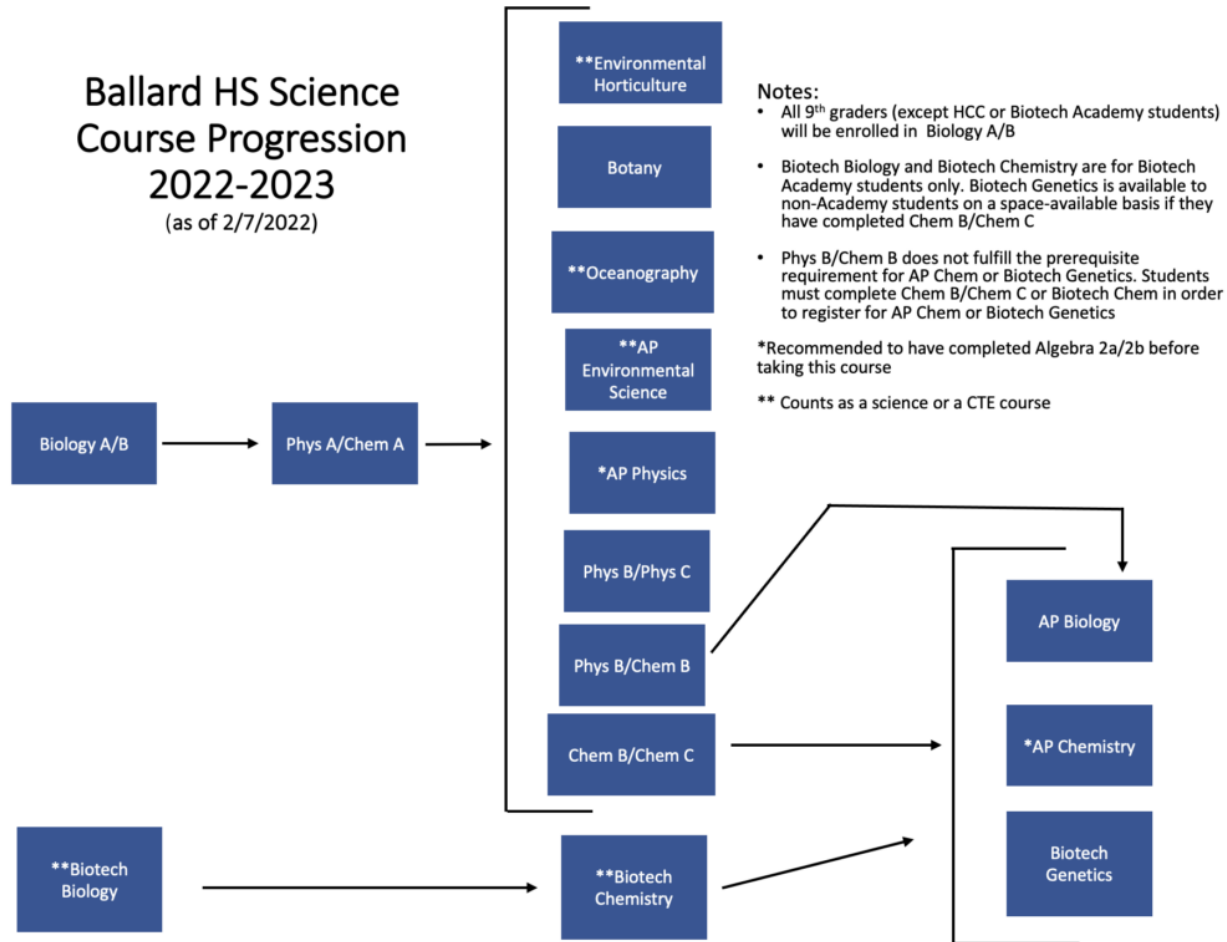 Ballard HS Science
Course Progression
2022-2023
(as of 2/7/2022)
Notes:
• All 9th graders (except HCC or Biotech Academy students)
will be enrolled in Biology A/B
• Biotech Biology and Biotech Chemistry are for Biotech
Academy students only. Biotech Genetics is available to
non-Academy students on a space-available basis if they
have completed Chem B/Chem C
• Phys B/Chem B does not fulfill the prerequisite
requirement for AP Chem or Biotech Genetics. Students
must complete Chem B/Chem C or Biotech Chem in order
to register for AP Chem or Biotech Genetics
*Recommended to have completed Algebra 2a/2b before
taking this course
** Counts as a science or a CTE course
Biology A/B
Phys A/Chem A
**Environmental
Horticulture
Botany
**Oceanography
**AP
Environmental
Science
*AP Physics
Phys B/Phys C
Phys B/Chem B
Chem B/Chem C
AP Biology
*AP Chemistry
Biotech
Genetics
**Biotech
Biology
**Biotech
Chemistry